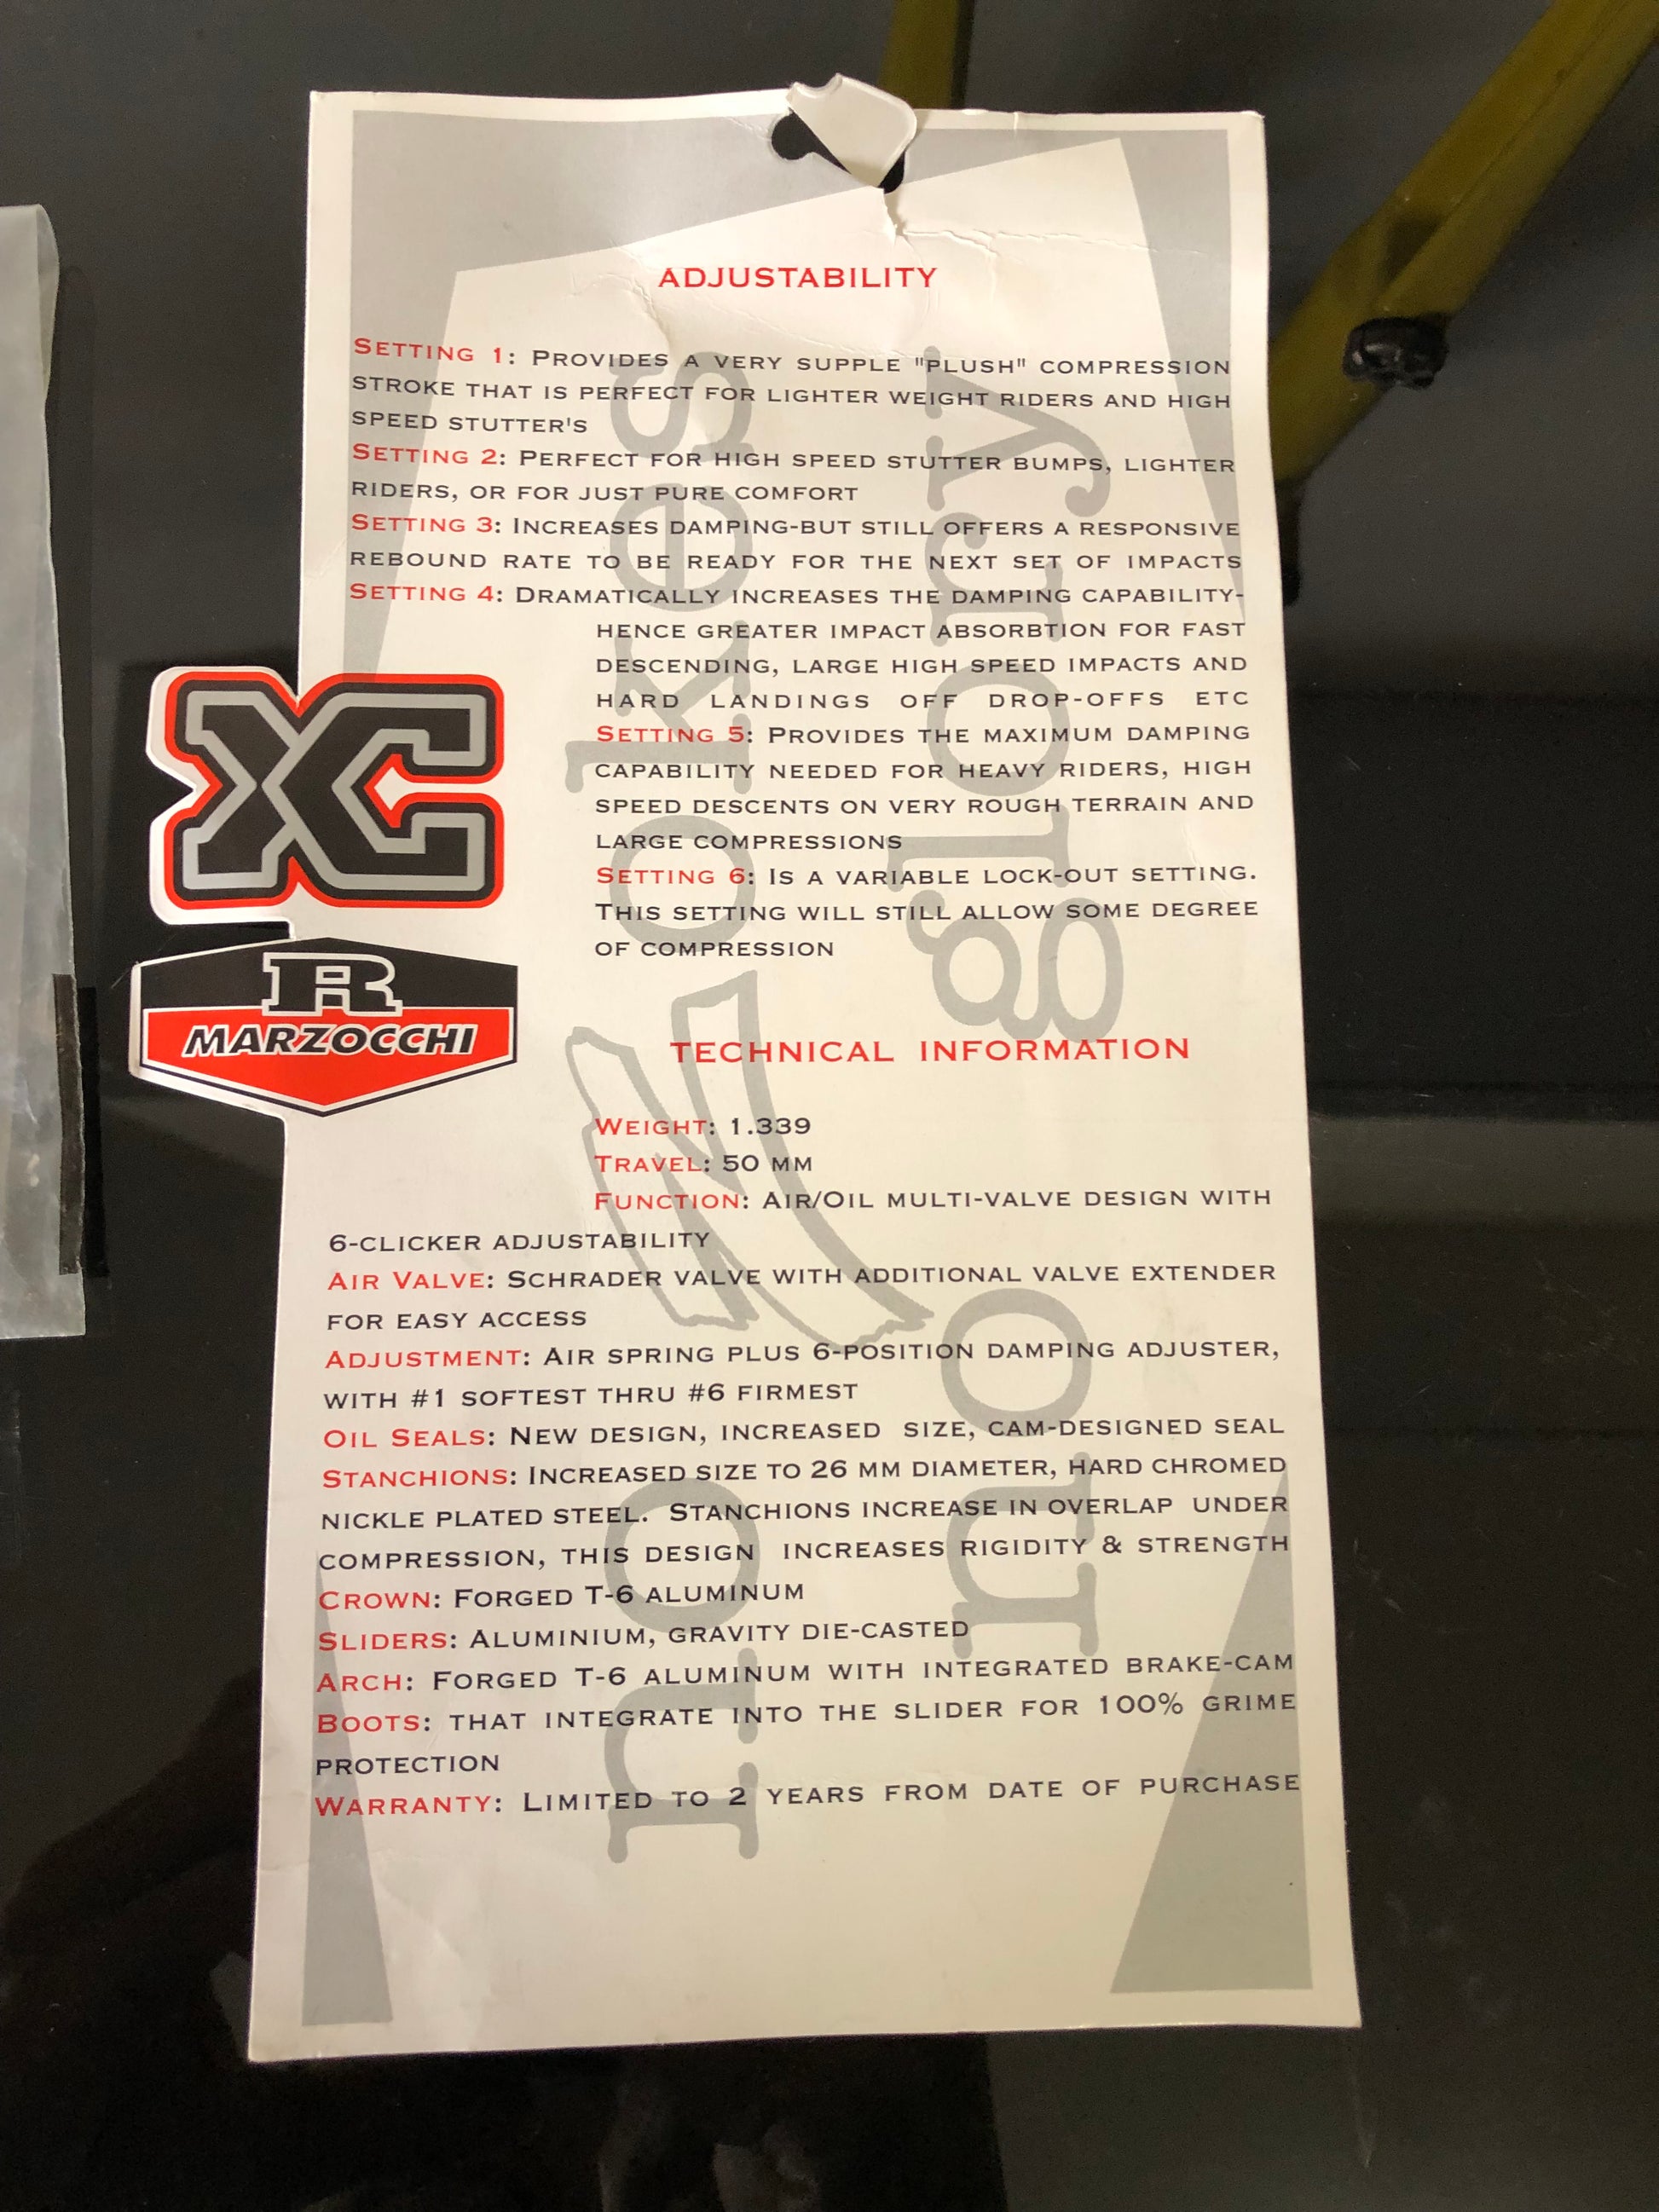 ADJUSTABILITY
SETTING 1: PROVIDES A VERY SUPPLE "PLUSH" COMPRESSION
STROKE THAT IS PERFECT FOR LIGHTER WEIGHT RIDERS AND HIGH
SPEED STUTTER'S
SETTING 2: PERFECT FOR HIGH SPEED STUTTER BUMPS, LIGHTER
RIDERS, OR FOR JUST PURE COMFORT
SETTING 3: INCREASES DAMPING-BUT STILL OFFERS A RESPONSIVE
REBOUND RATE TO BE READY FOR THE NEXT SET OF IMPACTS
SETTING 4: DRAMATICALLY INCREASES THE DAMPING CAPABILITY-
HENCE GREATER IMPACT ABSORBTION FOR FAST
DESCENDING, LARGE HIGH SPEED IMPACTS AND
HARD LANDINGS OFF DROP-OFFS ETC
SETTING 5: PROVIDES THE MAXIMUM DAMPING
CAPABILITY NEEDED FOR HEAVY RIDERS, HIGH
SPEED DESCENTS ON VERY ROUGH TERRAIN AND
LARGE COMPRESSIONS
SETTING 6: IS A VARIABLE LOCK-OUT SETTING.
THIS SETTING WILL STILL ALLOW SOME DEGREE
OF COMPRESSION
XC
R
MARZOCCHI
TECHNICAL INFORMATION
WEIGHT: 1.339
TRAVEL: 50 MM
FUNCTION: AIR/OIL MULTI-VALVE DESIGN WITH
6-CLICKER ADJUSTABILITY
AIR VALVE: SCHRADER VALVE WITH ADDITIONAL VALVE EXTENDER
FOR EASY ACCESS
ADJUSTMENT: AIR SPRING PLUS 6-POSITION DAMPING ADJUSTER,
WITH #1 SOFTEST THRU #6 FIRMEST
OIL SEALS: NEW DESIGN, INCREASED SIZE, CAM-DESIGNED SEAL
STANCHIONS: INCREASED SIZE TO 26 MM DIAMETER, HARD CHROMED
NICKLE PLATED STEEL. STANCHIONS INCREASE IN OVERLAP UNDER
COMPRESSION, THIS DESIGN INCREASES RIGIDITY & STRENGTH
CROWN: FORGED T-6 ALUMINUM
SLIDERS: ALUMINIUM, GRAVITY DIE-CASTED
ARCH: FORGED T-6 ALUMINUM WITH INTEGRATED BRAKE-CAM
BOOTS: THAT INTEGRATE INTO THE SLIDER FOR 100% GRIME
PROTECTION
WARRANTY: LIMITED TO 2 YEARS FROM DATE OF PURCHASE
no M okes
no glory